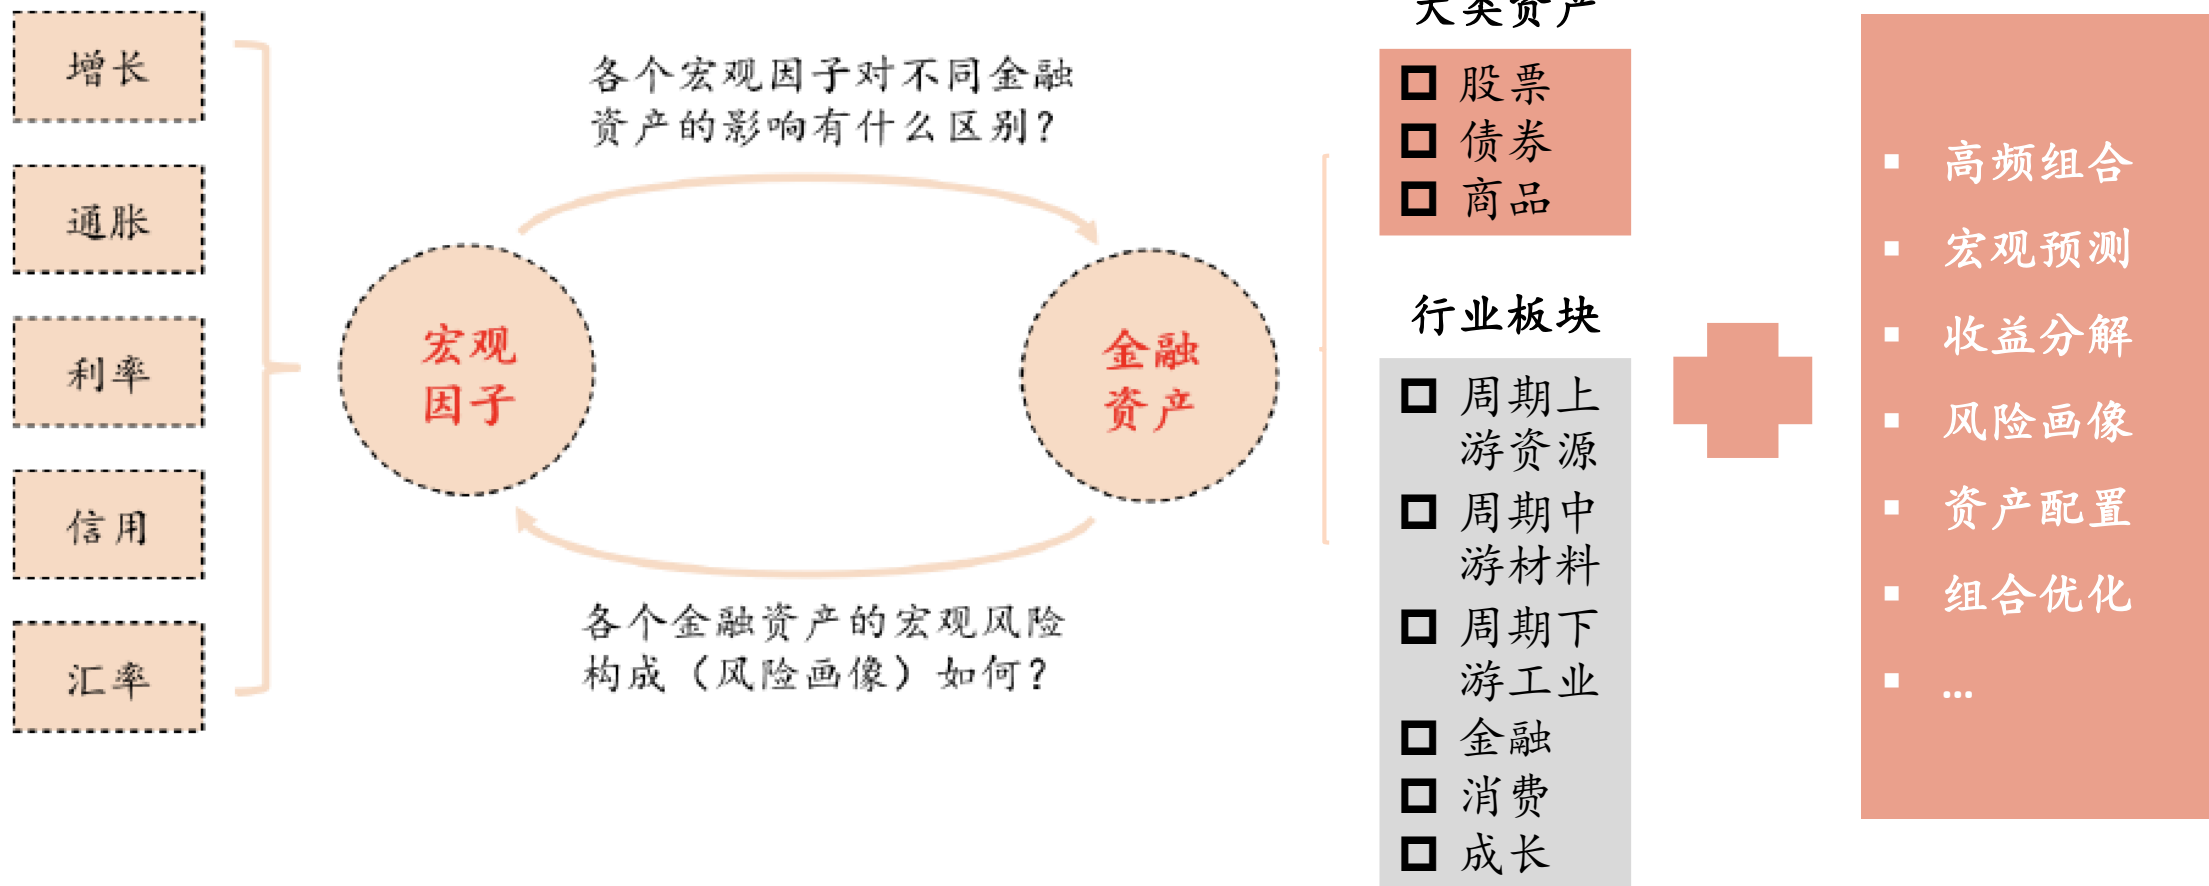 增长
通胀
利率
信用
汇率
宏观
因子
各个宏观因子对不同金融
资产的影响有什么区别？
各个金融资产的宏观风险
构成（风险画像）如何？
金融
资产
大类资产
股票
债券
商品
行业板块
周期上
游资源
周期中
游材料
周期下
游工业
金融
消费
成长
高频组合
宏观预测
收益分解
风险画像
资产配置
组合优化
…